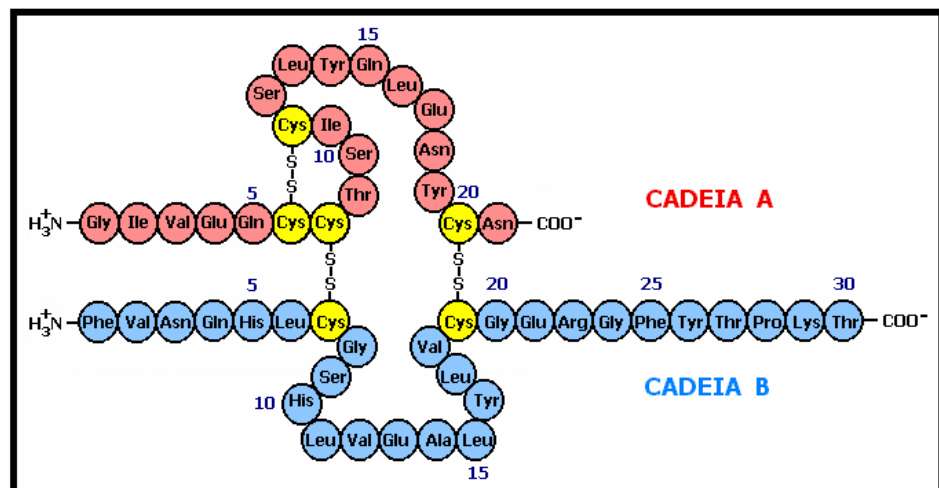 15
Leu Tyr Gln
Ser Leu
Glu
Cys Ile
10 Ser Asn
S
S
5 Thr Tyr 20
CADEIA A
H₃N⁺ Gly Ile Val Glu Gln Cys Cys Cys Asn COO⁻
S S
S S
5 20 25 30
H₃N⁺ Phe Val Asn Gln His Leu Cys Cys Gly Glu Arg Gly Phe Tyr Thr Pro Lys Thr COO⁻
Gly Val
Ser Leu
CADEIA B
10 His Tyr
Leu Val Glu Ala Leu
15